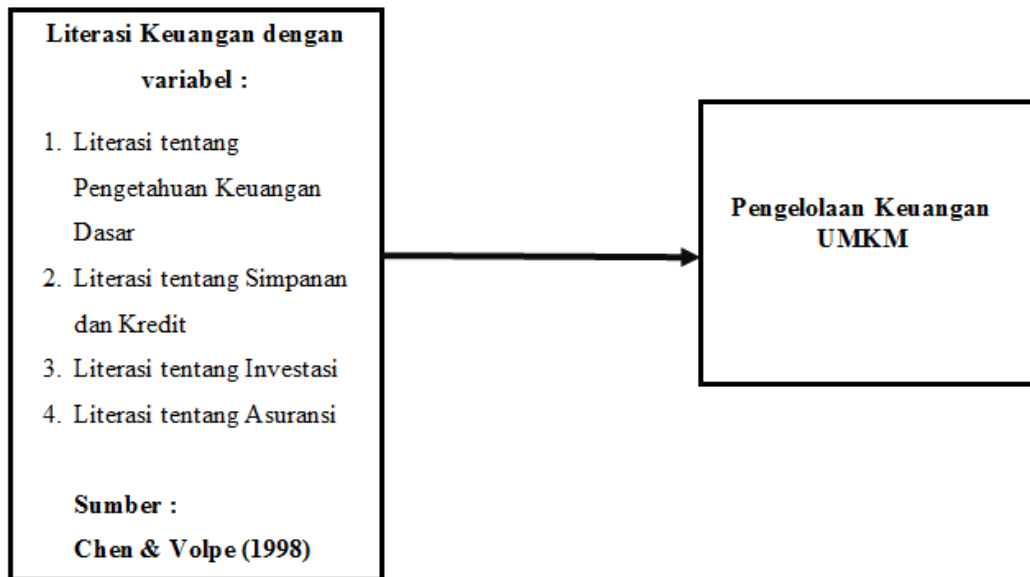 Literasi Keuangan dengan
variabel :
1. Literasi tentang
Pengetahuan Keuangan
Dasar
2. Literasi tentang Simpanan
dan Kredit
3. Literasi tentang Investasi
4. Literasi tentang Asuransi
Sumber :
Chen & Volpe (1998)
Pengelolaan Keuangan
UMKM